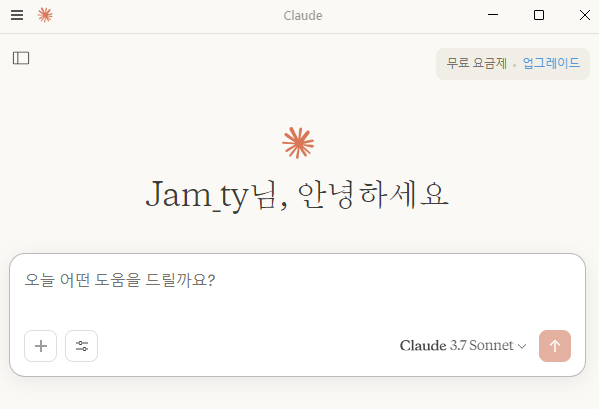 Claude
무료 요금제 • 업그레이드
Jam_ty님, 안녕하세요
오늘 어떤 도움을 드릴까요?
Claude 3.7 Sonnet